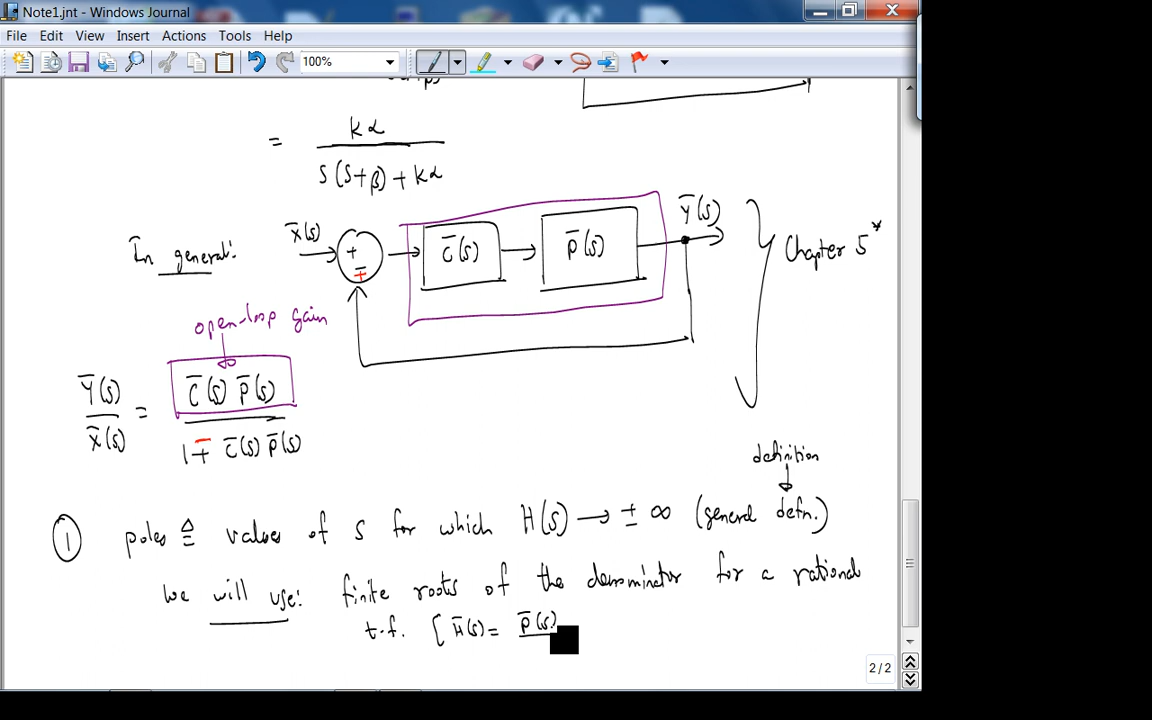 Note1.jnt - Windows Journal
File Edit View Insert Actions Tools Help
100%
= kα / s(s+β) + kα
In general:
X̄(s)
+
∓
C̄(s)
P̄(s)
Ȳ(s)
Chapter 5*
open-loop gain
Ȳ(s) / X̄(s) = C̄(s) P̄(s) / 1 ∓ C̄(s) P̄(s)
definition
① poles ≜ value of s for which H(s) → ± ∞ (general defn.)
we will use: finite roots of the denominator for a rational
t.f. [H̄(s) = P̄(s)
2 / 2